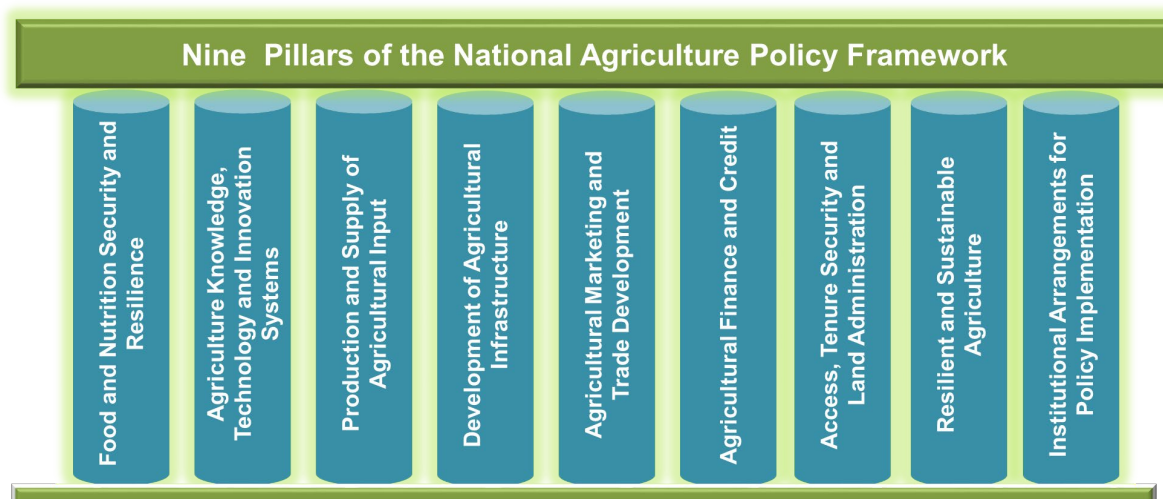 Nine Pillars of the National Agriculture Policy Framework
Food and Nutrition Security and
Resilience
Agriculture Knowledge,
Technology and Innovation
Systems
Production and Supply of
Agricultural Input
Development of Agricultural
Infrastructure
Agricultural Marketing and
Trade Development
Agricultural Finance and Credit
Access, Tenure Security and
Land Administration
Resilient and Sustainable
Agriculture
Institutional Arrangements for
Policy Implementation